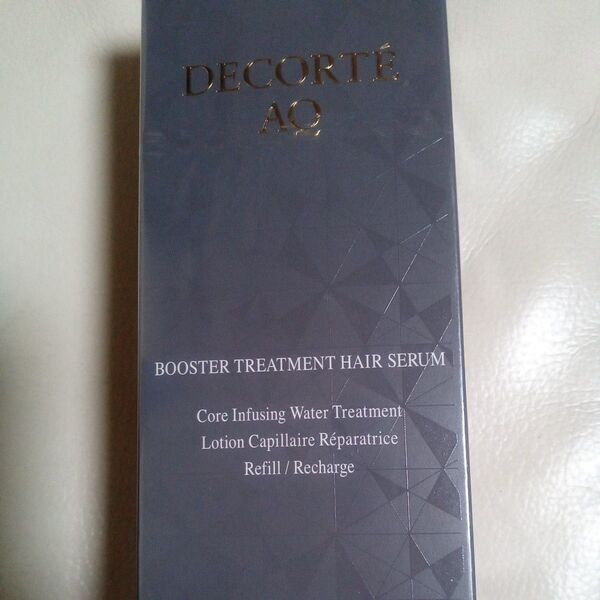 DECORTÉ
AQ
BOOSTER TREATMENT HAIR SERUM
Core Infusing Water Treatment
Lotion Capillaire Réparatrice
Refill / Recharge